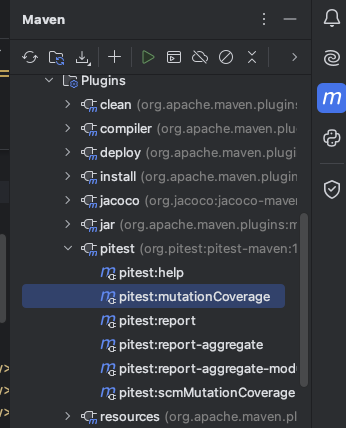 Maven
Plugins
clean (org.apache.maven.plugins:
compiler (org.apache.maven.plu
deploy (org.apache.maven.plugi
install (org.apache.maven.plugins
jacoco (org.jacoco:jacoco-maven
jar (org.apache.maven.plugins:m
pitest (org.pitest:pitest-maven:1
pitest:help
pitest:mutationCoverage
pitest:report
pitest:report-aggregate
pitest:report-aggregate-modu
pitest:scmMutationCoverage
resources (org.apache.maven.pl